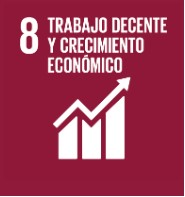 8 TRABAJO DECENTE
Y CRECIMIENTO
ECONÓMICO